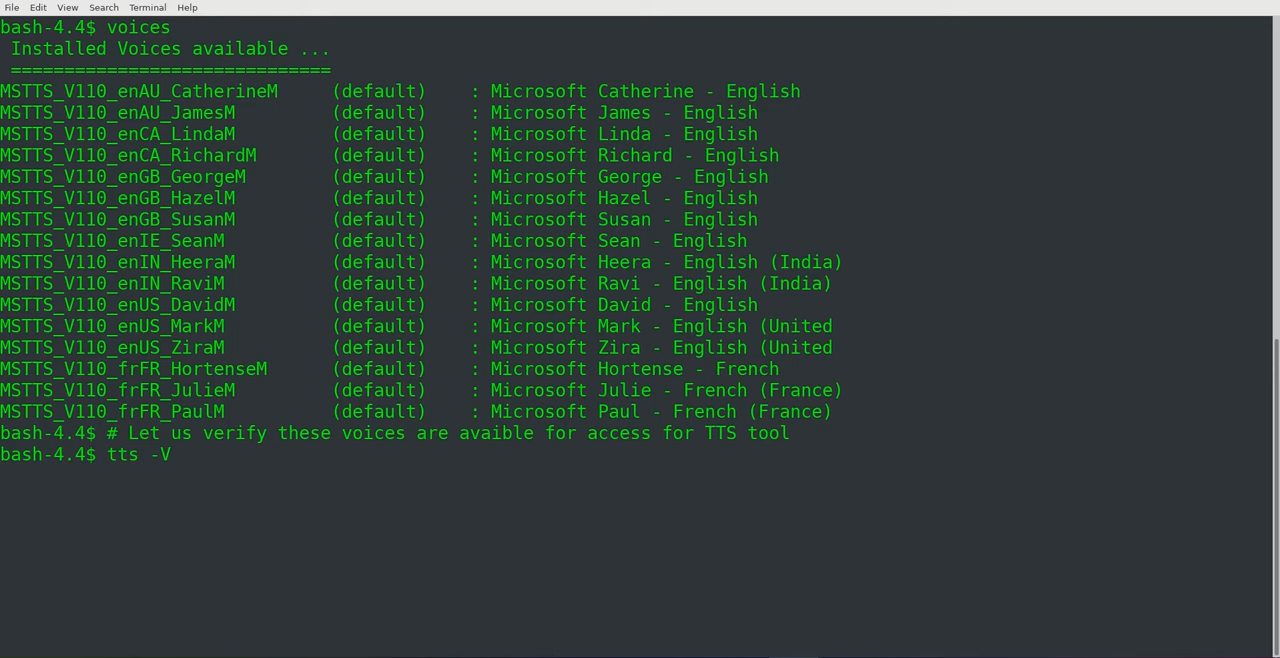 File Edit View Search Terminal Help
bash-4.4$ voices
Installed Voices available ...
==============================
MSTTS_V110_enAU_CatherineM (default) : Microsoft Catherine - English
MSTTS_V110_enAU_JamesM (default) : Microsoft James - English
MSTTS_V110_enCA_LindaM (default) : Microsoft Linda - English
MSTTS_V110_enCA_RichardM (default) : Microsoft Richard - English
MSTTS_V110_enGB_GeorgeM (default) : Microsoft George - English
MSTTS_V110_enGB_HazelM (default) : Microsoft Hazel - English
MSTTS_V110_enGB_SusanM (default) : Microsoft Susan - English
MSTTS_V110_enIE_SeanM (default) : Microsoft Sean - English
MSTTS_V110_enIN_HeeraM (default) : Microsoft Heera - English (India)
MSTTS_V110_enIN_RaviM (default) : Microsoft Ravi - English (India)
MSTTS_V110_enUS_DavidM (default) : Microsoft David - English
MSTTS_V110_enUS_MarkM (default) : Microsoft Mark - English (United
MSTTS_V110_enUS_ZiraM (default) : Microsoft Zira - English (United
MSTTS_V110_frFR_HortenseM (default) : Microsoft Hortense - French
MSTTS_V110_frFR_JulieM (default) : Microsoft Julie - French (France)
MSTTS_V110_frFR_PaulM (default) : Microsoft Paul - French (France)
bash-4.4$ # Let us verify these voices are avaible for access for TTS tool
bash-4.4$ tts -V